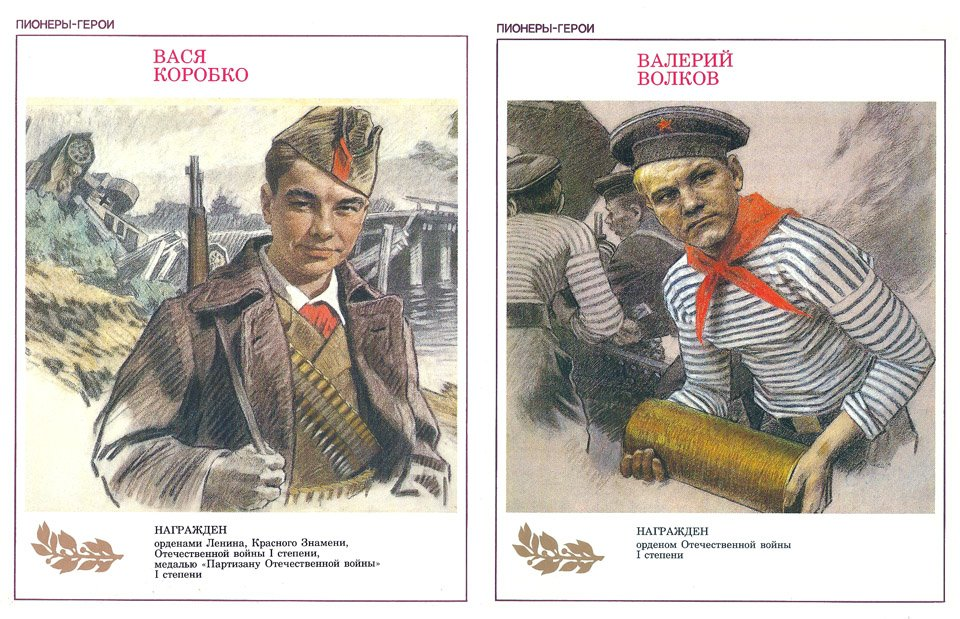 ПИОНЕРЫ-ГЕРОИ
ВАСЯ
КОРОБКО
НАГРАЖДЕН
орденами Ленина, Красного Знамени,
Отечественной войны I степени,
медалью «Партизану Отечественной войны»
I степени
ПИОНЕРЫ-ГЕРОИ
ВАЛЕРИЙ
ВОЛКОВ
НАГРАЖДЕН
орденом Отечественной войны
I степени